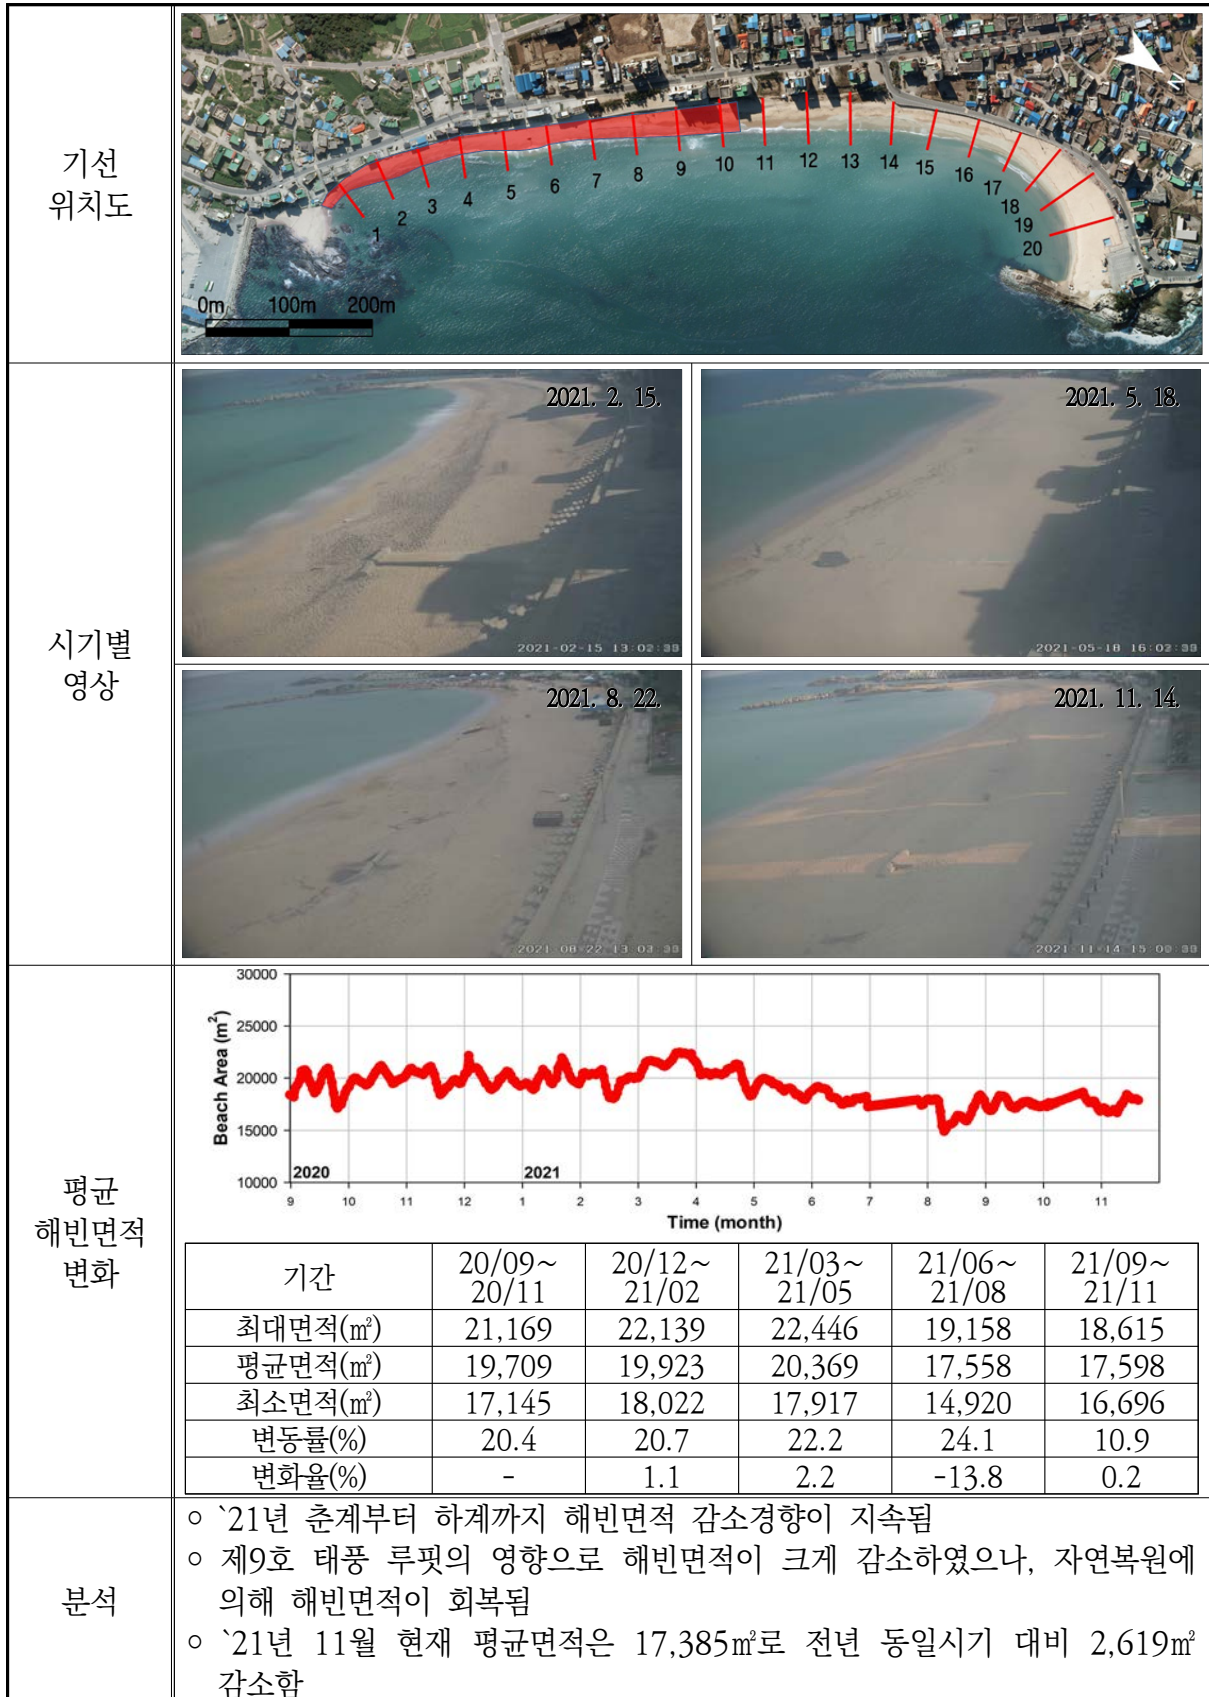 기선
위치도
1
2
3
4
5
6
7
8
9
10
11
12
13
14
15
16
17
18
19
20
N
0m 100m 200m
시기별
영상
2021. 2. 15.
2021-02-15 13:02:33
2021. 5. 18.
2021-05-18 16:02:33
2021. 8. 22.
2021-08-22 13:03:33
2021. 11. 14.
2021-11-14 15:00:33
평균
해빈면적
변화
Beach Area (m²)
30000
25000
20000
15000
10000
2020 2021
9 10 11 12 1 2 3 4 5 6 7 8 9 10 11
Time (month)
기간 20/09~20/11 20/12~21/02 21/03~21/05 21/06~21/08 21/09~21/11
최대면적(㎡) 21,169 22,139 22,446 19,158 18,615
평균면적(㎡) 19,709 19,923 20,369 17,558 17,598
최소면적(㎡) 17,145 18,022 17,917 14,920 16,696
변동률(%) 20.4 20.7 22.2 24.1 10.9
변화율(%) - 1.1 2.2 -13.8 0.2
분석
○ `21년 춘계부터 하계까지 해빈면적 감소경향이 지속됨
○ 제9호 태풍 루핏의 영향으로 해빈면적이 크게 감소하였으나, 자연복원에
의해 해빈면적이 회복됨
○ `21년 11월 현재 평균면적은 17,385㎡로 전년 동일시기 대비 2,619㎡
감소함